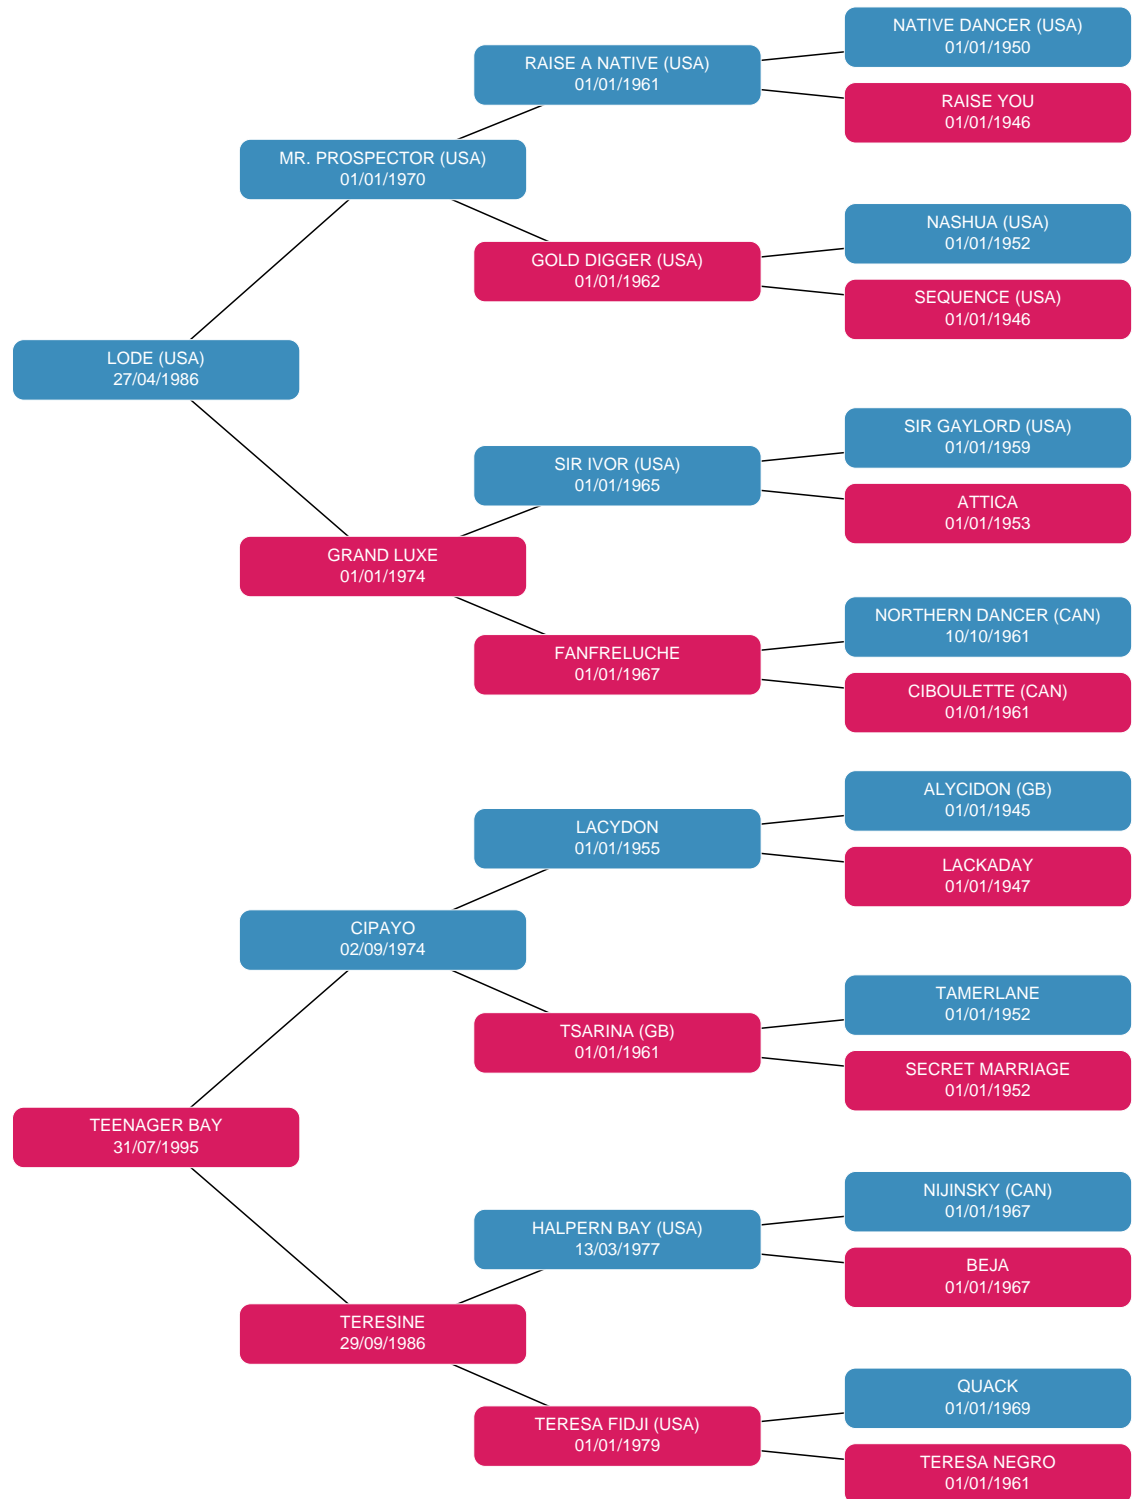 NATIVE DANCER (USA)
01/01/1950
RAISE A NATIVE (USA)
01/01/1961
RAISE YOU
01/01/1946
MR. PROSPECTOR (USA)
01/01/1970
NASHUA (USA)
01/01/1952
GOLD DIGGER (USA)
01/01/1962
SEQUENCE (USA)
01/01/1946
LODE (USA)
27/04/1986
SIR GAYLORD (USA)
01/01/1959
SIR IVOR (USA)
01/01/1965
ATTICA
01/01/1953
GRAND LUXE
01/01/1974
NORTHERN DANCER (CAN)
10/10/1961
FANFRELUCHE
01/01/1967
CIBOULETTE (CAN)
01/01/1961
ALYCIDON (GB)
01/01/1945
LACYDON
01/01/1955
LACKADAY
01/01/1947
CIPAYO
02/09/1974
TAMERLANE
01/01/1952
TSARINA (GB)
01/01/1961
SECRET MARRIAGE
01/01/1952
TEENAGER BAY
31/07/1995
NIJINSKY (CAN)
01/01/1967
HALPERN BAY (USA)
13/03/1977
BEJA
01/01/1967
TERESINE
29/09/1986
QUACK
01/01/1969
TERESA FIDJI (USA)
01/01/1979
TERESA NEGRO
01/01/1961